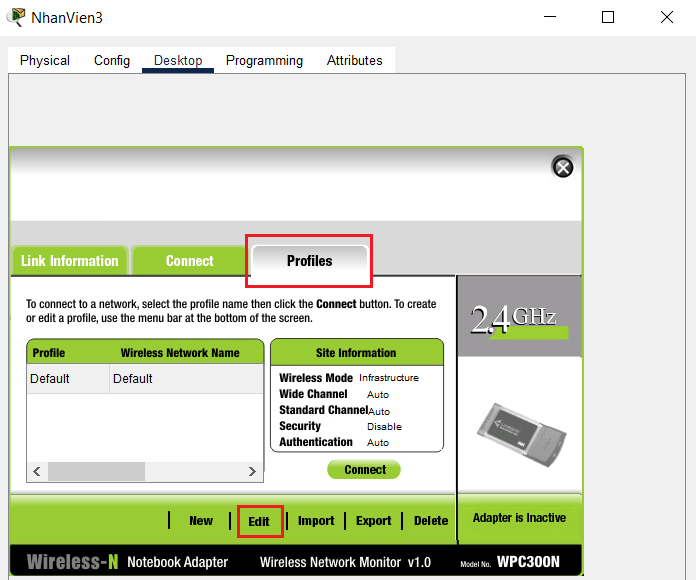 NhanVien3
Physical Config Desktop Programming Attributes
Link Information Connect Profiles
To connect to a network, select the profile name then click the Connect button. To create
or edit a profile, use the menu bar at the bottom of the screen.
2.4GHz
Profile Wireless Network Name
Default Default
Site Information
Wireless Mode Infrastructure
Wide Channel Auto
Standard Channel Auto
Security Disable
Authentication Auto
Connect
New Edit Import Export Delete
Adapter is Inactive
Wireless-N Notebook Adapter Wireless Network Monitor v1.0 Model No. WPC300N